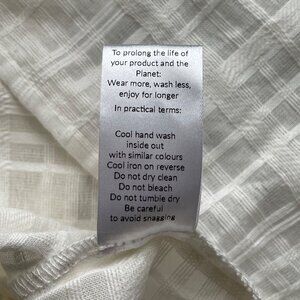 To prolong the life of
your product and the
Planet:
Wear more, wash less,
enjoy for longer
In practical terms:
Cool hand wash
inside out
with similar colours
Cool iron on reverse
Do not dry clean
Do not bleach
Do not tumble dry
Be careful
to avoid snagging